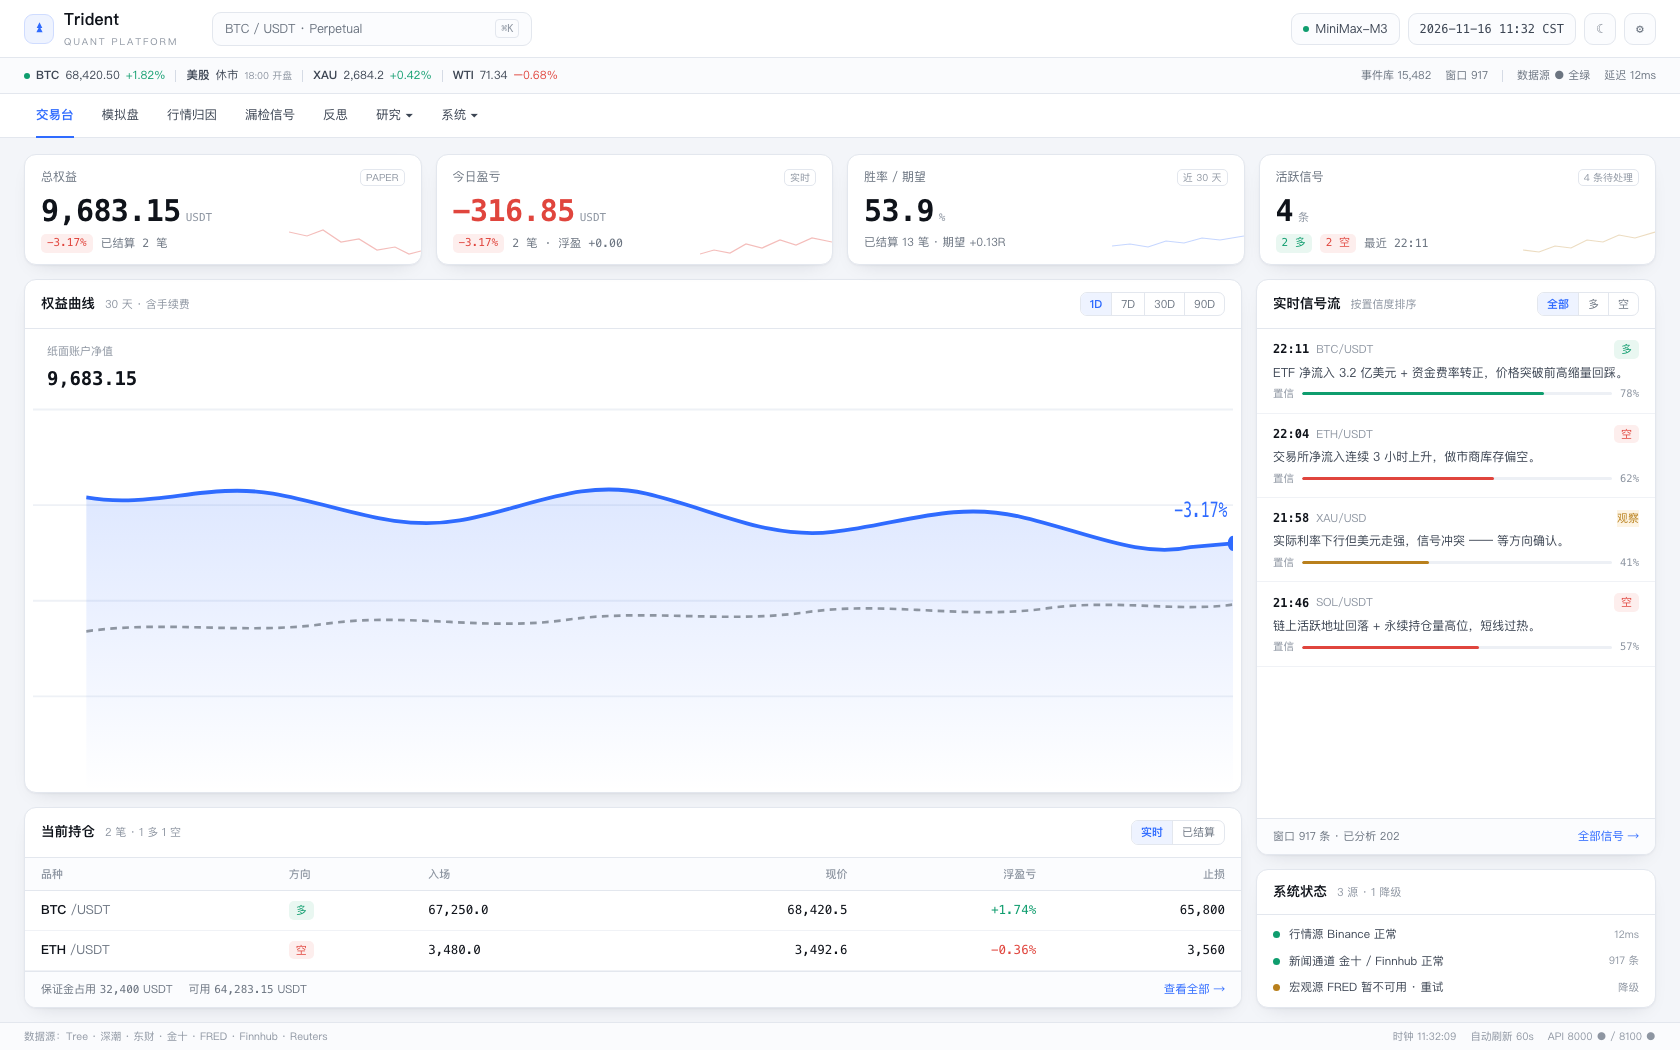 Trident
QUANT PLATFORM
BTC / USDT · Perpetual ⌘K
MiniMax-M3
2026-11-16 11:32 CST
BTC 68,420.50 +1.82% 美股 休市 18:00 开盘 XAU 2,684.2 +0.42% WTI 71.34 −0.68%
事件库 15,482 窗口 917 数据源 ● 全绿 延迟 12ms
交易台 模拟盘 行情归因 漏检信号 反思 研究 系统
总权益 PAPER
9,683.15 USDT
−3.17% 已结算 2 笔
今日盈亏 实时
−316.85 USDT
−3.17% 2 笔 · 浮盈 +0.00
胜率 / 期望 近 30 天
53.9 %
已结算 13 笔 · 期望 +0.13R
活跃信号 4 条待处理
4 条
2 多 2 空 最近 22:11
权益曲线 30 天 · 含手续费 1D 7D 30D 90D
纸面账户净值
9,683.15
−3.17%
当前持仓 2 笔 · 1 多 1 空 实时 已结算
品种 方向 入场 现价 浮盈亏 止损
BTC /USDT 多 67,250.0 68,420.5 +1.74% 65,800
ETH /USDT 空 3,480.0 3,492.6 −0.36% 3,560
保证金占用 32,400 USDT 可用 64,283.15 USDT 查看全部 →
实时信号流 按置信度排序 全部 多 空
22:11 BTC/USDT 多
ETF 净流入 3.2 亿美元 + 资金费率转正，价格突破前高缩量回踩。
置信 78%
22:04 ETH/USDT 空
交易所净流入连续 3 小时上升，做市商库存偏空。
置信 62%
21:58 XAU/USD 观察
实际利率下行但美元走强，信号冲突 —— 等方向确认。
置信 41%
21:46 SOL/USDT 空
链上活跃地址回落 + 永续持仓量高位，短线过热。
置信 57%
窗口 917 条 · 已分析 202 全部信号 →
系统状态 3 源 · 1 降级
行情源 Binance 正常 12ms
新闻通道 金十 / Finnhub 正常 917 条
宏观源 FRED 暂不可用 · 重试 降级
数据源：Tree · 深潮 · 东财 · 金十 · FRED · Finnhub · Reuters
时钟 11:32:09 自动刷新 60s API 8000 ● / 8100 ●